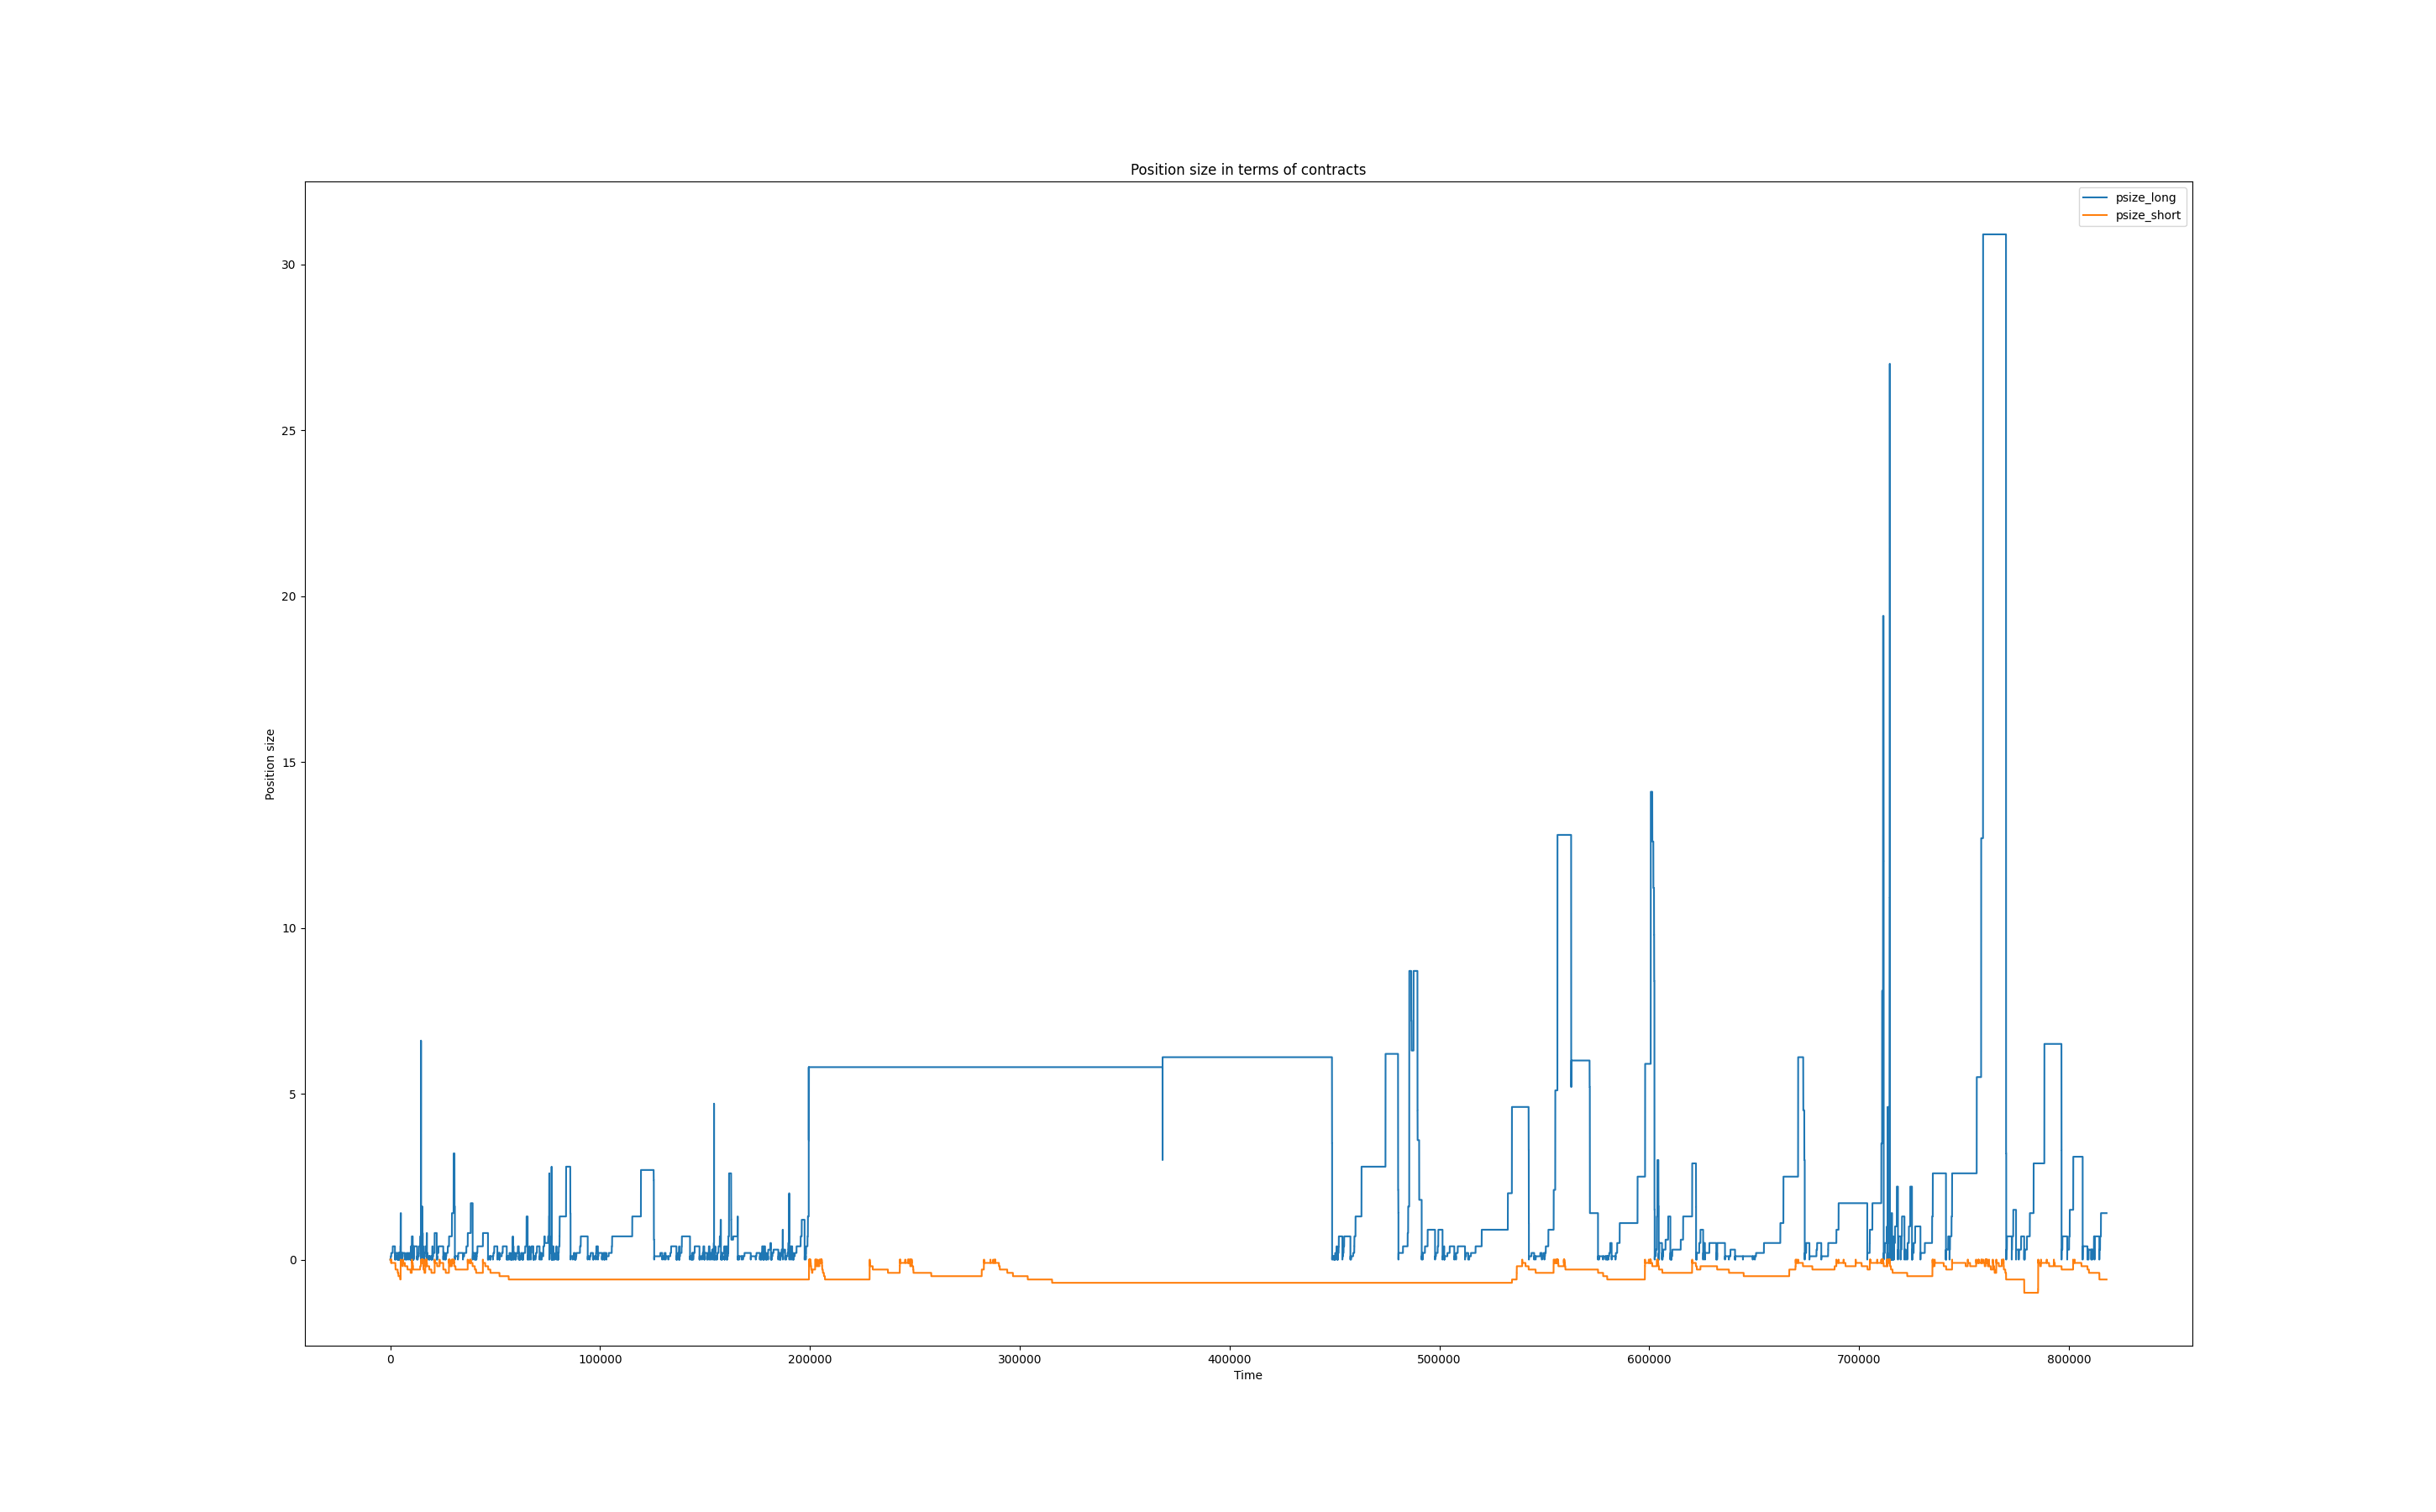 Position size in terms of contracts
psize_long
psize_short
30
25
20
15
10
5
0
Position size
0 100000 200000 300000 400000 500000 600000 700000 800000
Time